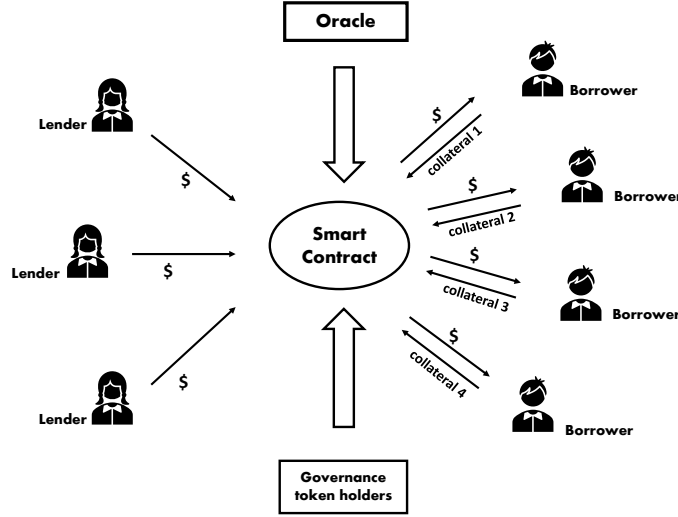 Oracle
Lender
$
Lender
$
Lender
$
Smart
Contract
$
collateral 1
Borrower
$
collateral 2
Borrower
$
collateral 3
Borrower
$
collateral 4
Borrower
Governance
token holders